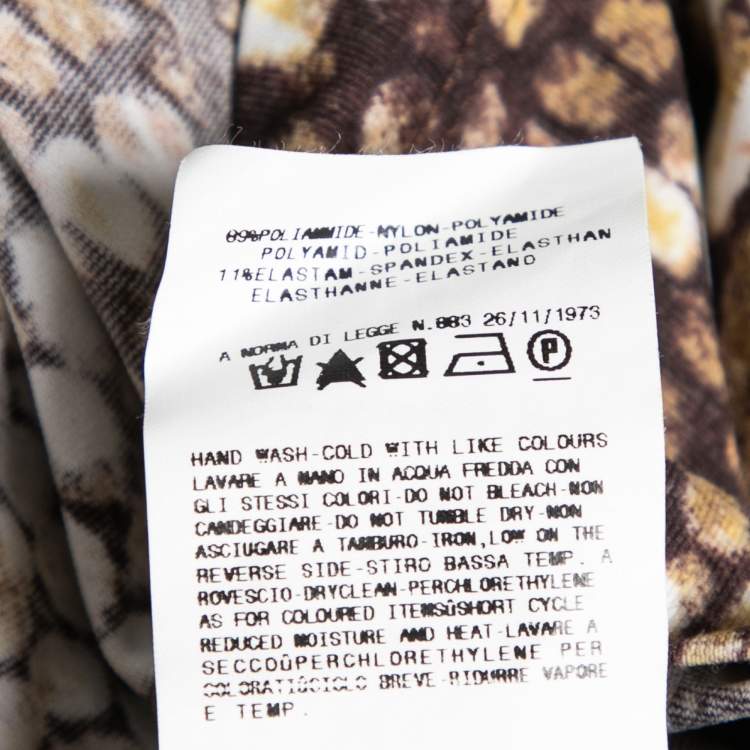 89%POLIAMMIDE-NYLON-POLYAMIDE
POLYAMID-POLIAMIDE
11%ELASTAM-SPANDEX-ELASTHAN
ELASTHANNE-ELASTANO
A NORMA DI LEGGE N.883 26/11/1973
P
HAND WASH-COLD WITH LIKE COLOURS
LAVARE A MANO IN ACQUA FREDDA CON
GLI STESSI COLORI-DO NOT BLEACH-NON
CANDEGGIARE-DO NOT TUMBLE DRY-NON
ASCIUGARE A TAMBURO-IRON,LOW ON THE
REVERSE SIDE-STIRO BASSA TEMP. A
ROVESCIO-DRYCLEAN-PERCHLORETHYLENE
AS FOR COLOURED ITEMSÛSHORT CYCLE
REDUCED MOISTURE AND HEAT-LAVARE A
SECCOÛPERCHLORETHYLENE PER
COLORATIÛCICLO BREVE-RIDURRE VAPORE
E TEMP.